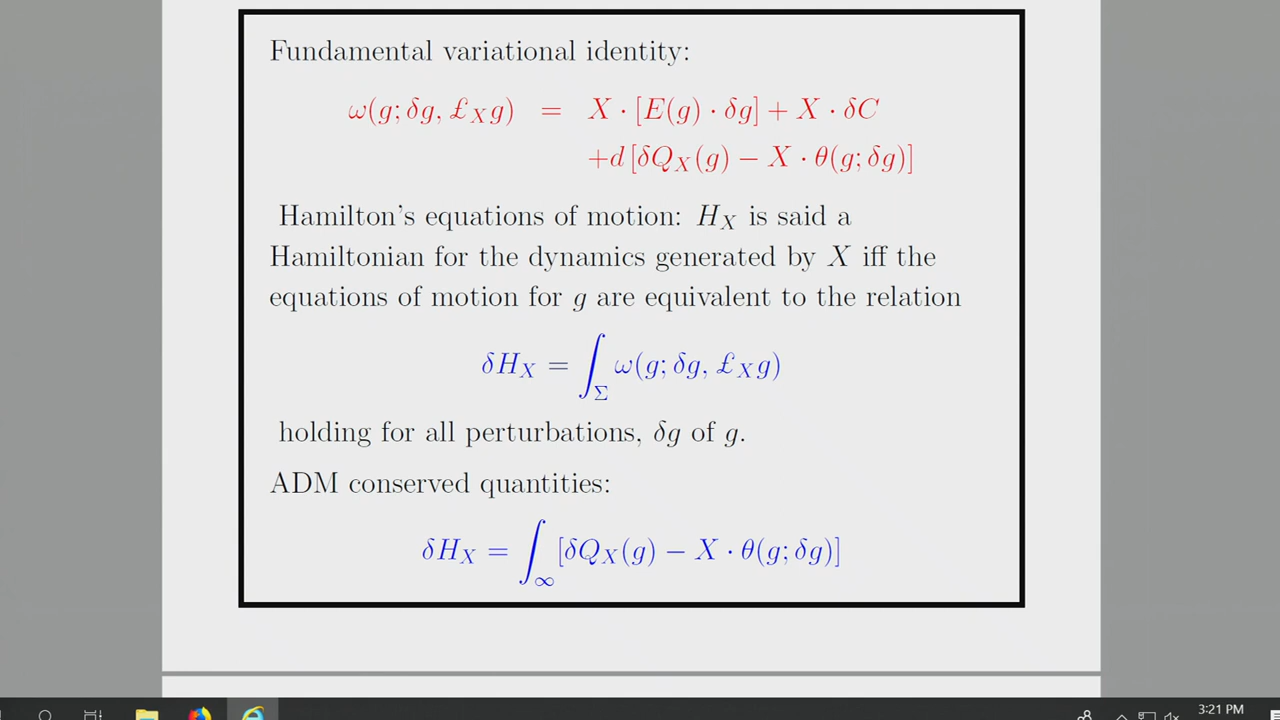 Fundamental variational identity:
ω(g; δg, £_X g) = X · [E(g) · δg] + X · δC
+d [δQ_X(g) − X · θ(g; δg)]
Hamilton's equations of motion: H_X is said a
Hamiltonian for the dynamics generated by X iff the
equations of motion for g are equivalent to the relation
δH_X = ∫_Σ ω(g; δg, £_X g)
holding for all perturbations, δg of g.
ADM conserved quantities:
δH_X = ∫_∞ [δQ_X(g) − X · θ(g; δg)]
3:21 PM